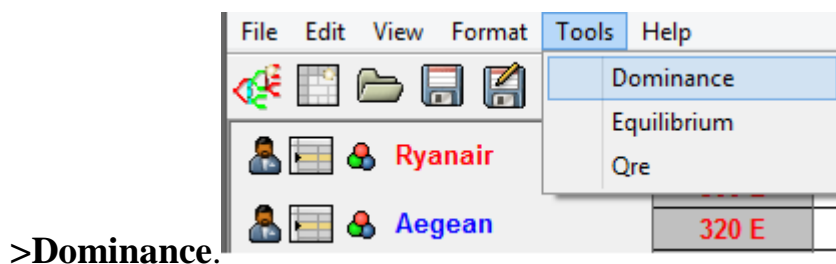 File Edit View Format Tools Help
Dominance
Equilibrium
Qre
Ryanair
Aegean
320 E
>Dominance.